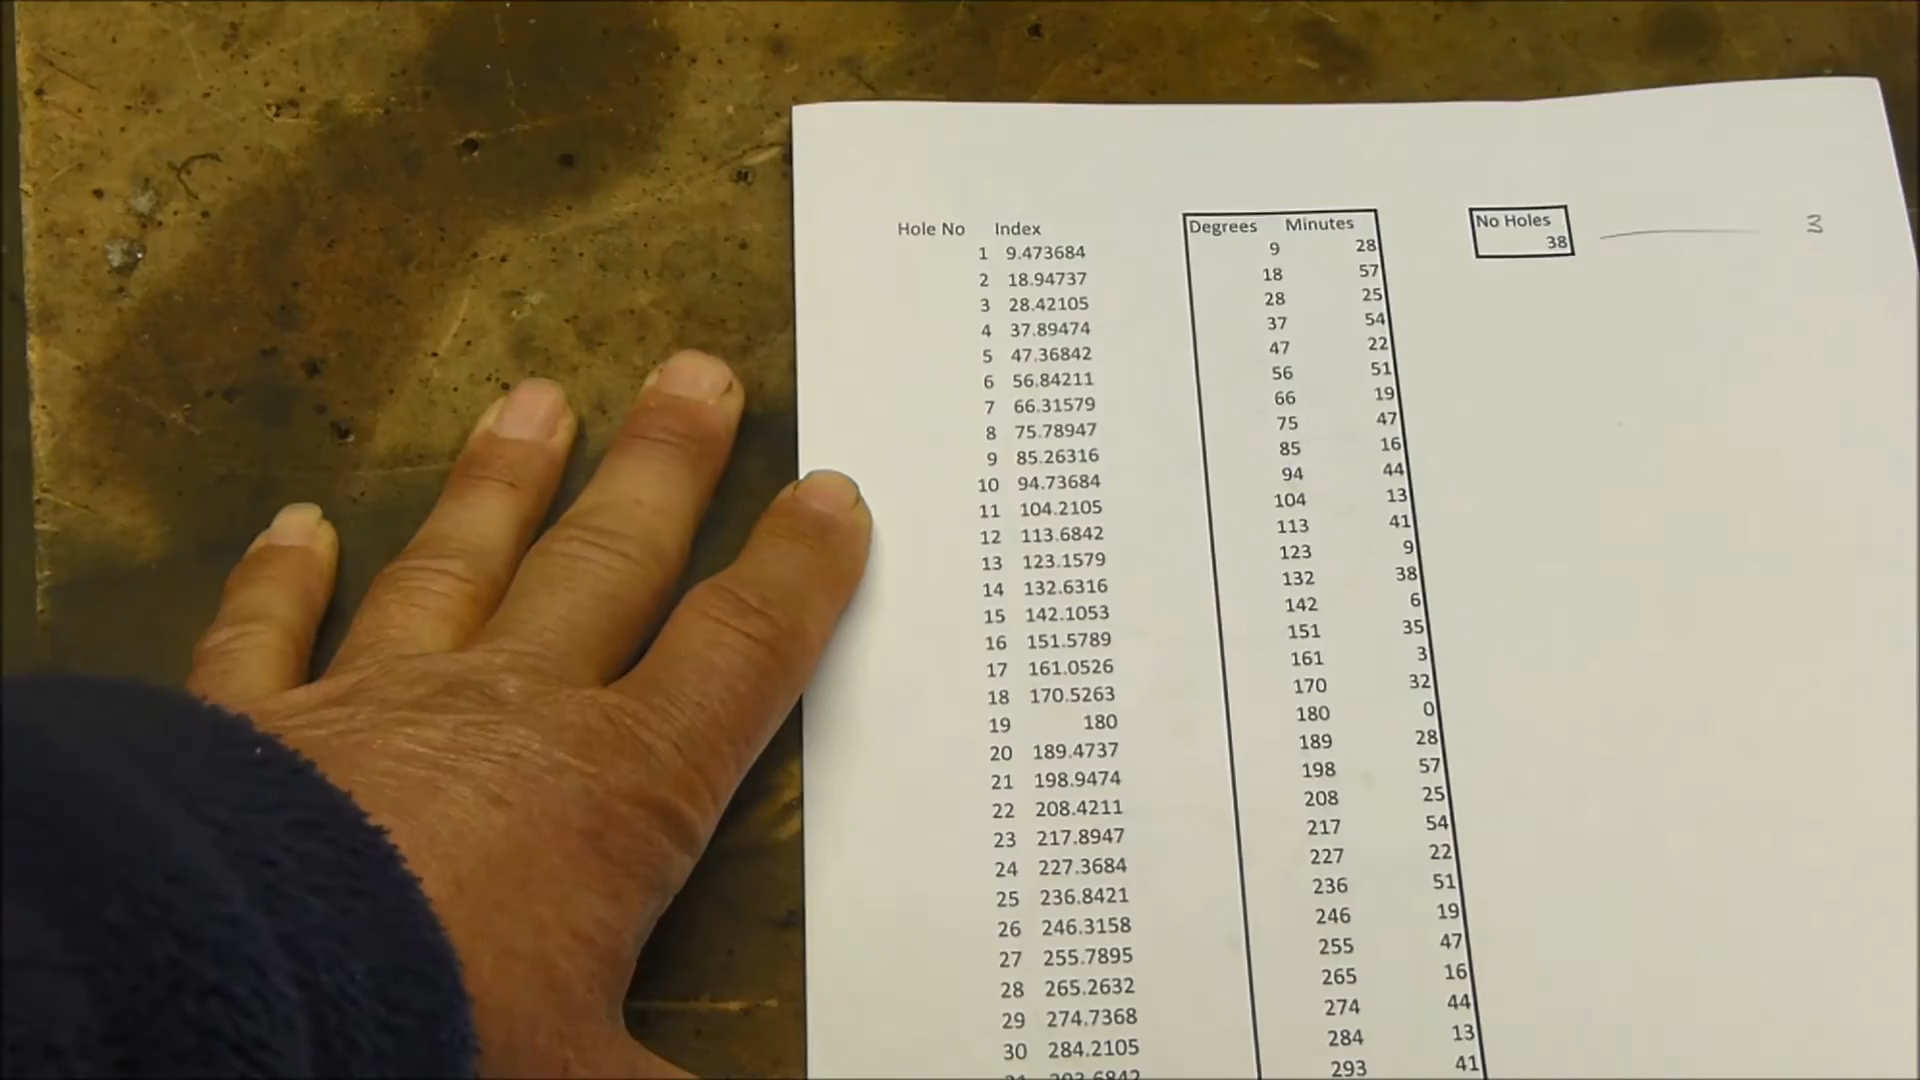 Hole No Index Degrees Minutes No Holes
1 9.473684 9 28 38 3
2 18.94737 18 57
3 28.42105 28 25
4 37.89474 37 54
5 47.36842 47 22
6 56.84211 56 51
7 66.31579 66 19
8 75.78947 75 47
9 85.26316 85 16
10 94.73684 94 44
11 104.2105 104 13
12 113.6842 113 41
13 123.1579 123 9
14 132.6316 132 38
15 142.1053 142 6
16 151.5789 151 35
17 161.0526 161 3
18 170.5263 170 32
19 180 180 0
20 189.4737 189 28
21 198.9474 198 57
22 208.4211 208 25
23 217.8947 217 54
24 227.3684 227 22
25 236.8421 236 51
26 246.3158 246 19
27 255.7895 255 47
28 265.2632 265 16
29 274.7368 274 44
30 284.2105 284 13
31 293.6842 293 41